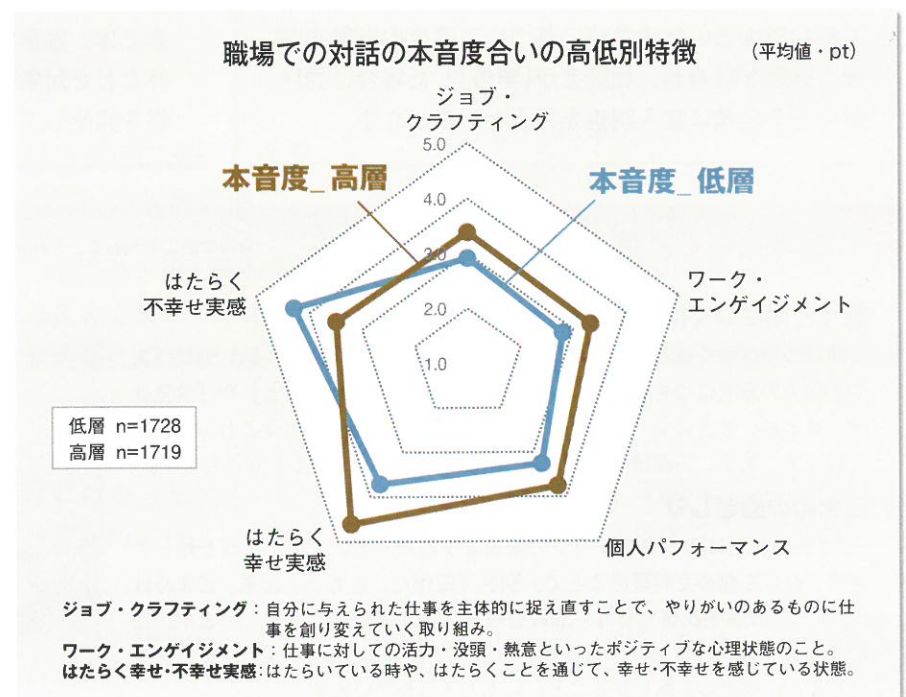 職場での対話の本音度合いの高低別特徴 (平均値・pt)
ジョブ・
クラフティング
5.0
本音度_高層
本音度_低層
4.0
3.0
はたらく
不幸せ実感
ワーク・
エンゲイジメント
2.0
1.0
低層 n=1728
高層 n=1719
はたらく
幸せ実感
個人パフォーマンス
ジョブ・クラフティング：自分に与えられた仕事を主体的に捉え直すことで、やりがいのあるものに仕
事を創り変えていく取り組み。
ワーク・エンゲイジメント：仕事に対しての活力・没頭・熱意といったポジティブな心理状態のこと。
はたらく幸せ・不幸せ実感：はたらいている時や、はたらくことを通じて、幸せ・不幸せを感じている状態。